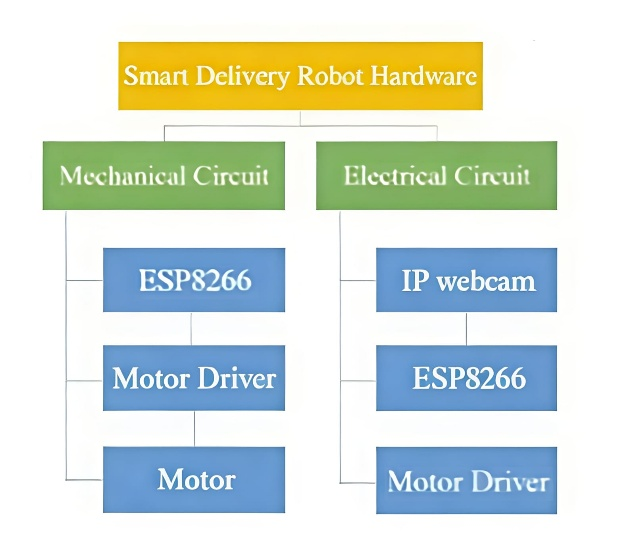 Smart Delivery Robot Hardware
Mechanical Circuit
Electrical Circuit
ESP8266
IP webcam
Motor Driver
ESP8266
Motor
Motor Driver